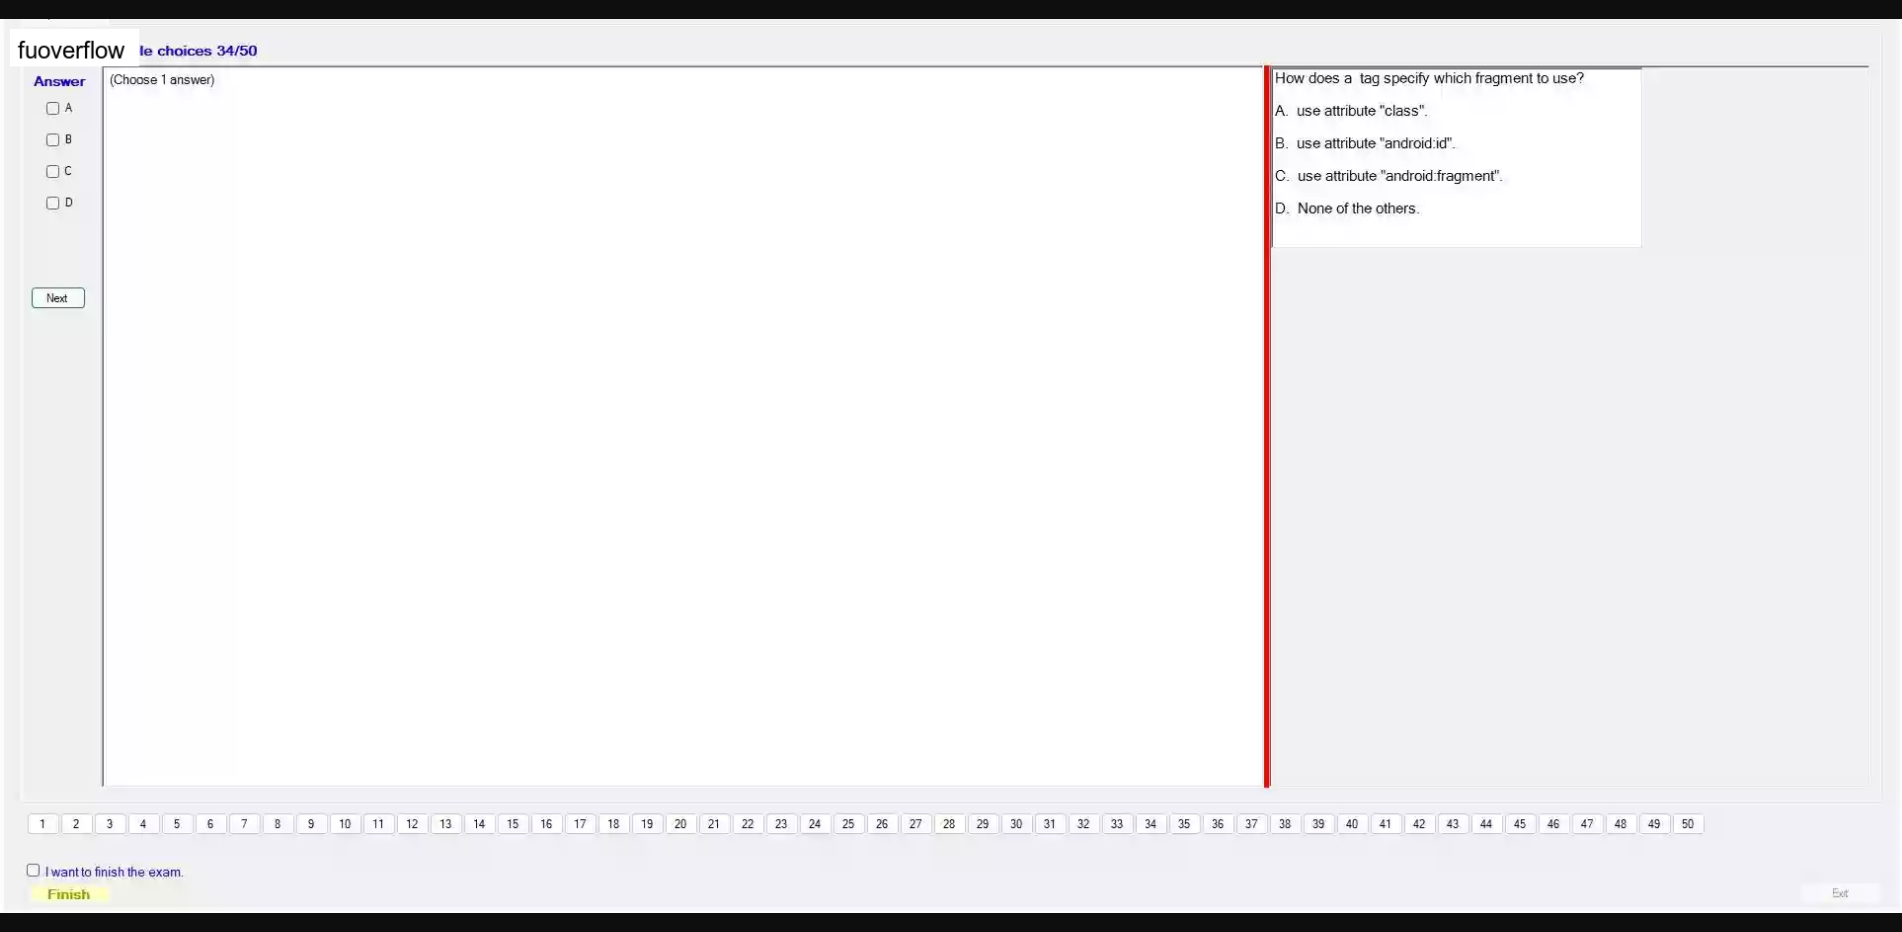 fuoverflow le choices 34/50
Answer
(Choose 1 answer)
A
B
C
D
Next
How does a  tag specify which fragment to use?
A.  use attribute "class".
B.  use attribute "android:id".
C.  use attribute "android:fragment".
D.  None of the others.
1 2 3 4 5 6 7 8 9 10 11 12 13 14 15 16 17 18 19 20 21 22 23 24 25 26 27 28 29 30 31 32 33 34 35 36 37 38 39 40 41 42 43 44 45 46 47 48 49 50
I want to finish the exam.
Finish
Exit